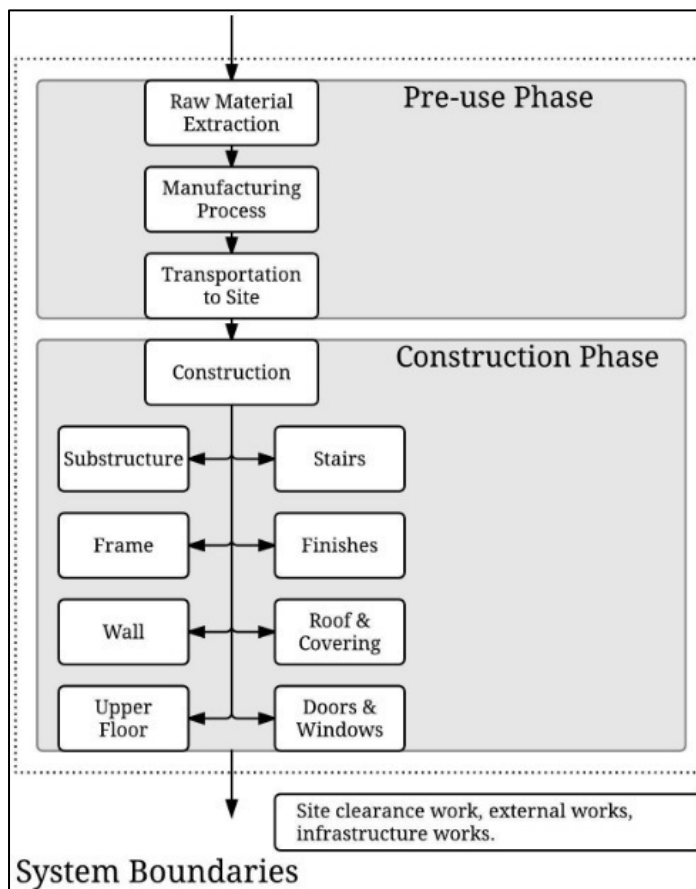 Pre-use Phase
Raw Material
Extraction
Manufacturing
Process
Transportation
to Site
Construction Phase
Construction
Substructure
Stairs
Frame
Finishes
Wall
Roof &
Covering
Upper
Floor
Doors &
Windows
Site clearance work, external works,
infrastructure works.
System Boundaries